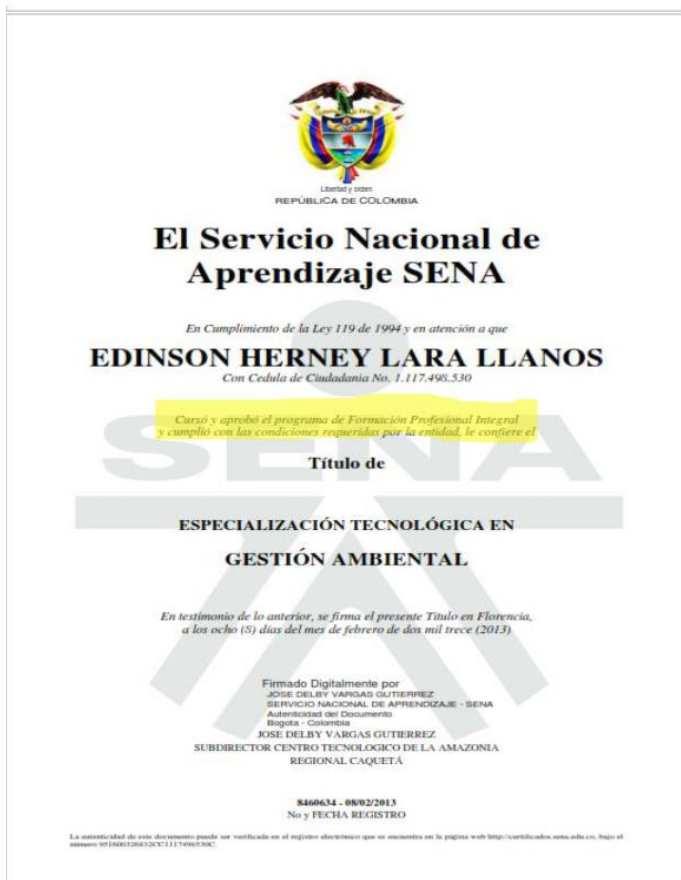 Libertad y orden
REPÚBLICA DE COLOMBIA
El Servicio Nacional de
Aprendizaje SENA
En Cumplimiento de la Ley 119 de 1994 y en atención a que
EDINSON HERNEY LARA LLANOS
Con Cedula de Ciudadania No. 1.117.498.530
Cursó y aprobó el programa de Formación Profesional Integral
y cumplió con las condiciones requeridas por la entidad, le confiere el
SENA
Título de
ESPECIALIZACIÓN TECNOLÓGICA EN
GESTIÓN AMBIENTAL
En testimonio de lo anterior, se firma el presente Título en Florencia,
a los ocho (8) días del mes de febrero de dos mil trece (2013)
Firmado Digitalmente por
JOSE DELBY VARGAS GUTIERREZ
SERVICIO NACIONAL DE APRENDIZAJE - SENA
Autenticidad del Documento
Bogota - Colombia
JOSE DELBY VARGAS GUTIERREZ
SUBDIRECTOR CENTRO TECNOLOGICO DE LA AMAZONIA
REGIONAL CAQUETÁ
8460634 - 08/02/2013
No y FECHA REGISTRO
La autenticidad de este documento puede ser verificada en el registro electrónico que se encuentra en la página web http://certificados.sena.edu.co, bajo el
número